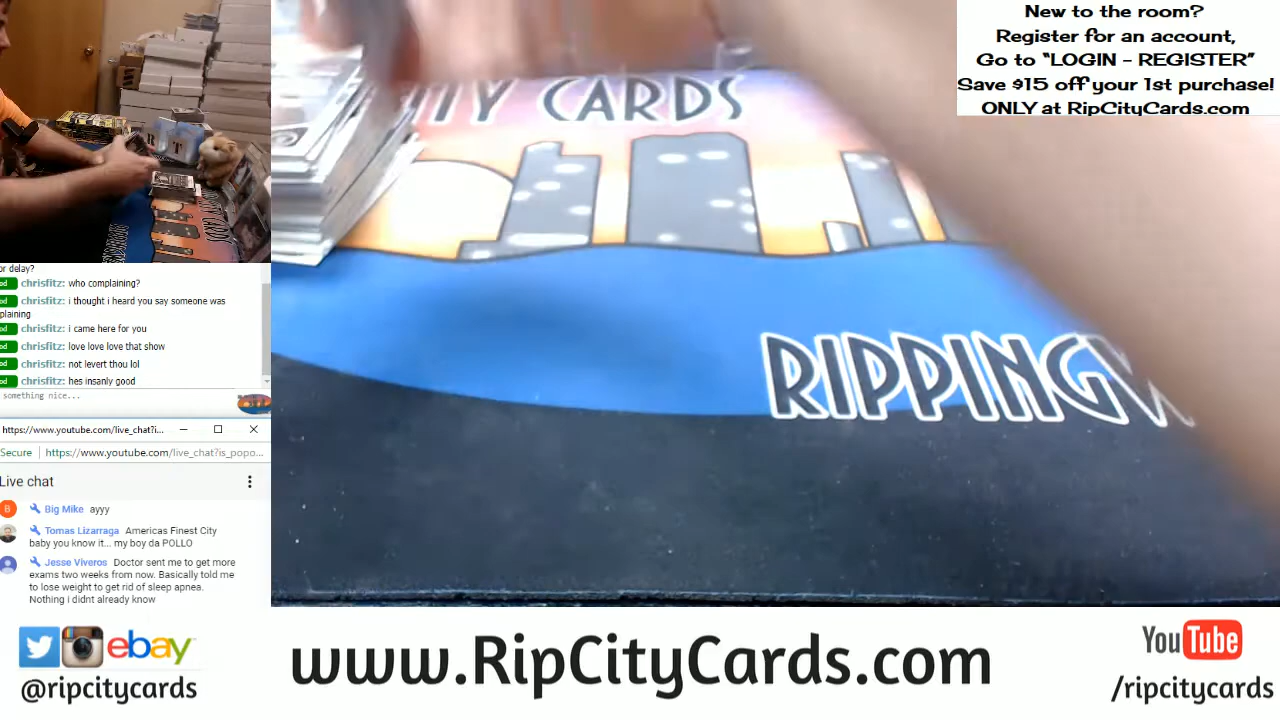 New to the room?
Register for an account,
Go to “LOGIN - REGISTER”
Save $15 off your 1st purchase!
ONLY at RipCityCards.com
CARDS
RIPPING
or delay?
chrisfitz: who complaining?
chrisfitz: i thought i heard you say someone was
plaining
chrisfitz: i came here for you
chrisfitz: love love love that show
chrisfitz: not levert thou lol
chrisfitz: hes insanly good
something nice...
https://www.youtube.com/live_chat?i...
Secure https://www.youtube.com/live_chat?is_popo...
Live chat
B Big Mike ayyy
Tomas Lizarraga Americas Finest City
baby you know it... my boy da POLLO
Jesse Viveros Doctor sent me to get more
exams two weeks from now. Basically told me
to lose weight to get rid of sleep apnea.
Nothing i didnt already know
ebay
@ripcitycards
www.RipCityCards.com
YouTube
/ripcitycards